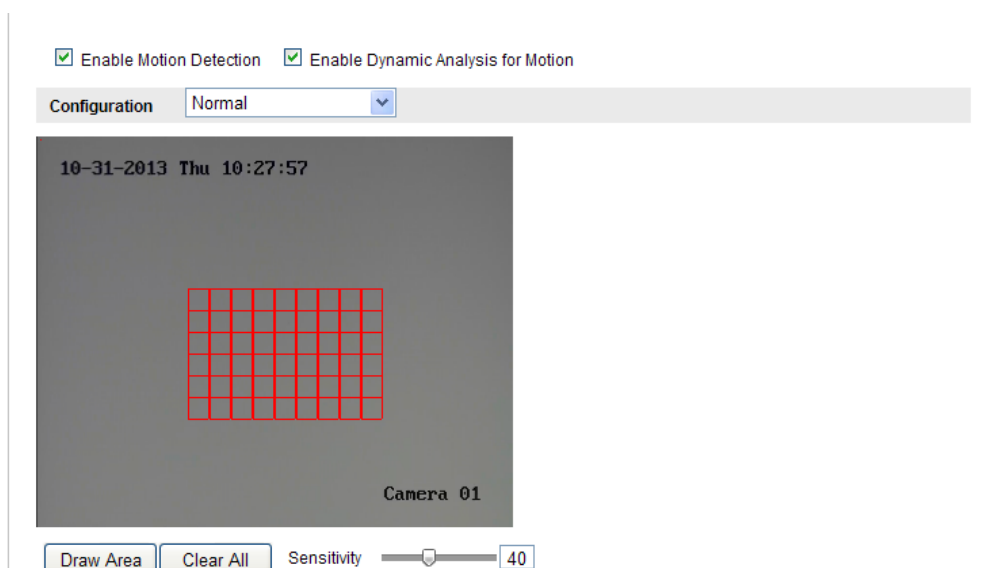 Enable Motion Detection Enable Dynamic Analysis for Motion
Configuration Normal
10-31-2013 Thu 10:27:57
Camera 01
Draw Area Clear All Sensitivity 40